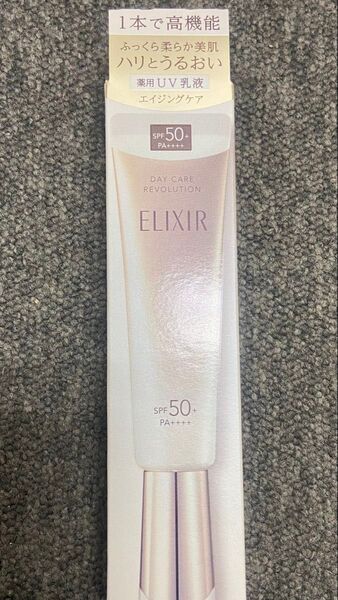 1本で高機能
ふっくら柔らか美肌
ハリとうるおい
薬用UV乳液
エイジングケア
SPF50+
PA++++
DAY CARE
REVOLUTION
ELIXIR
SPF50+
PA++++